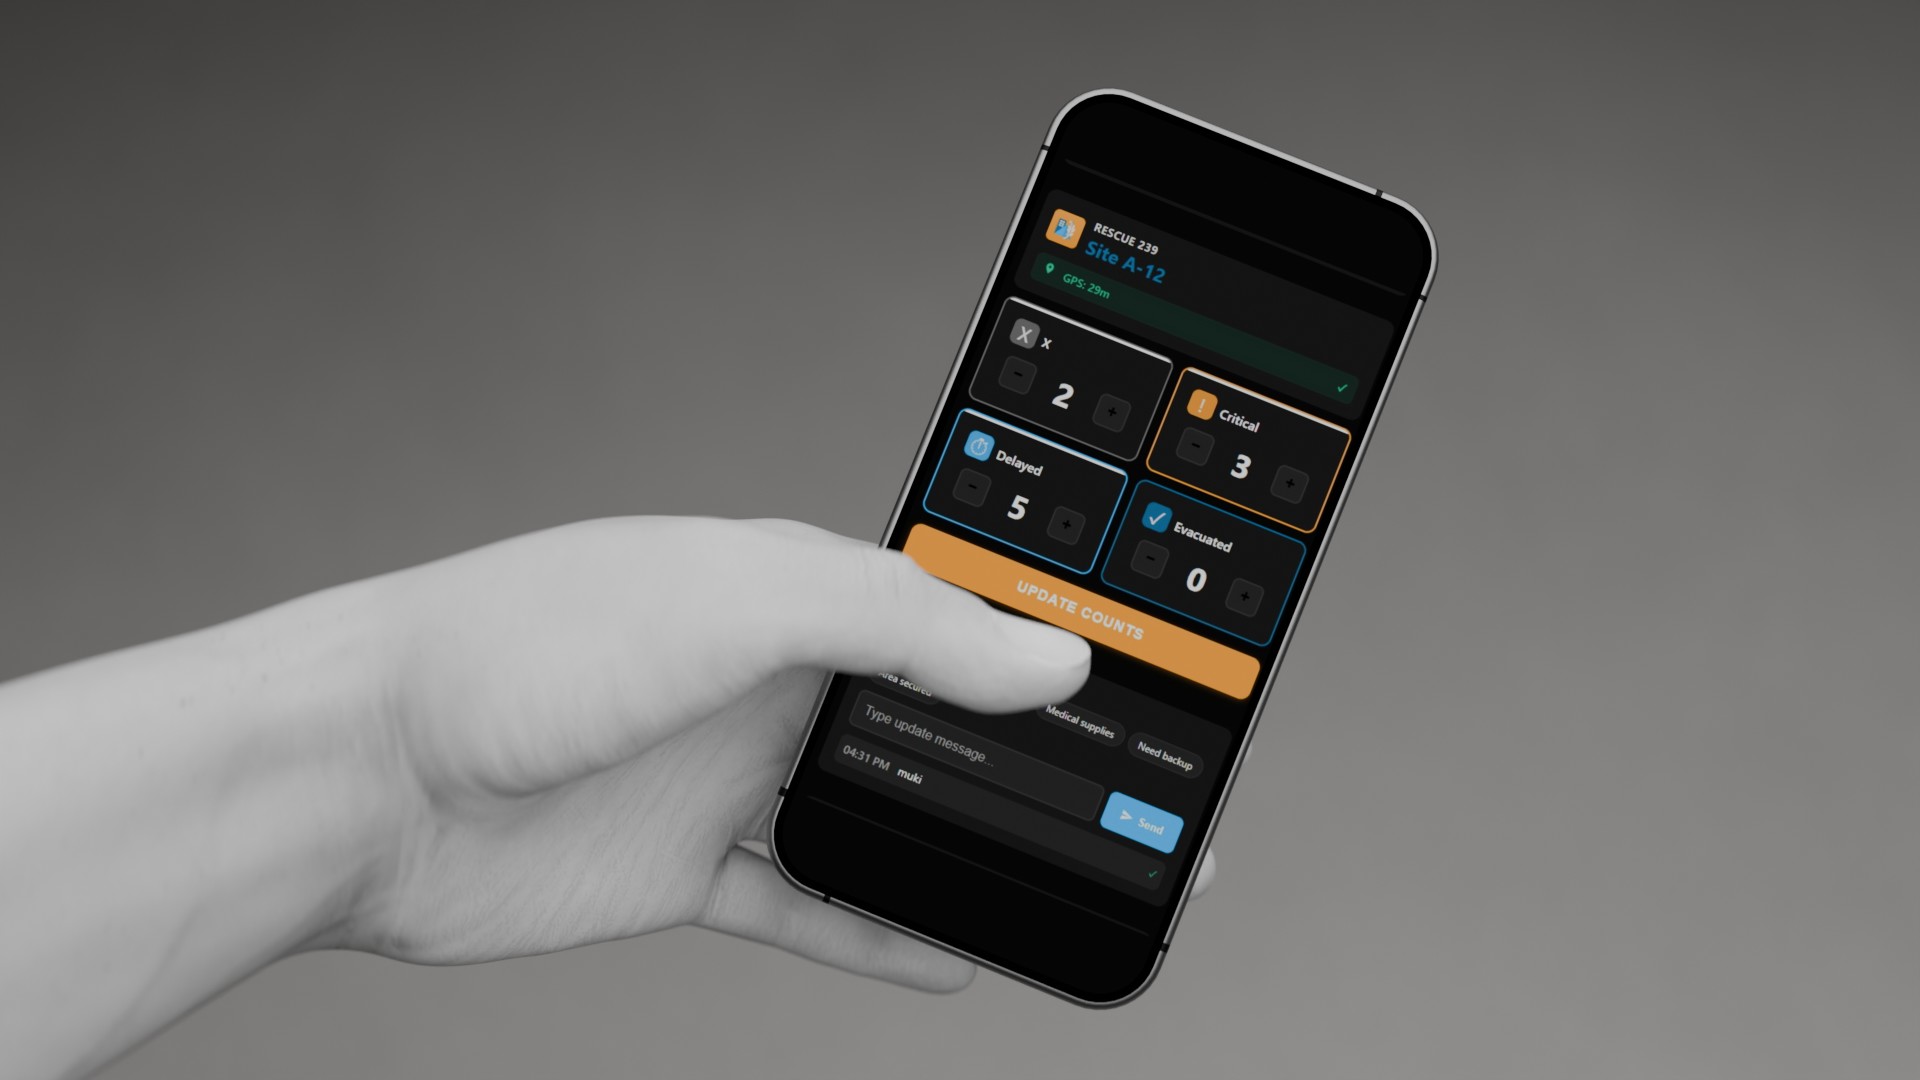 RESCUE 239
Site A-12
GPS: 29m
X x
- 2 +
! Critical
- 3 +
Delayed
- 5 +
Evacuated
- 0 +
UPDATE COUNTS
Area secured
Medical supplies
Need backup
Type update message...
Send
04:31 PM muki